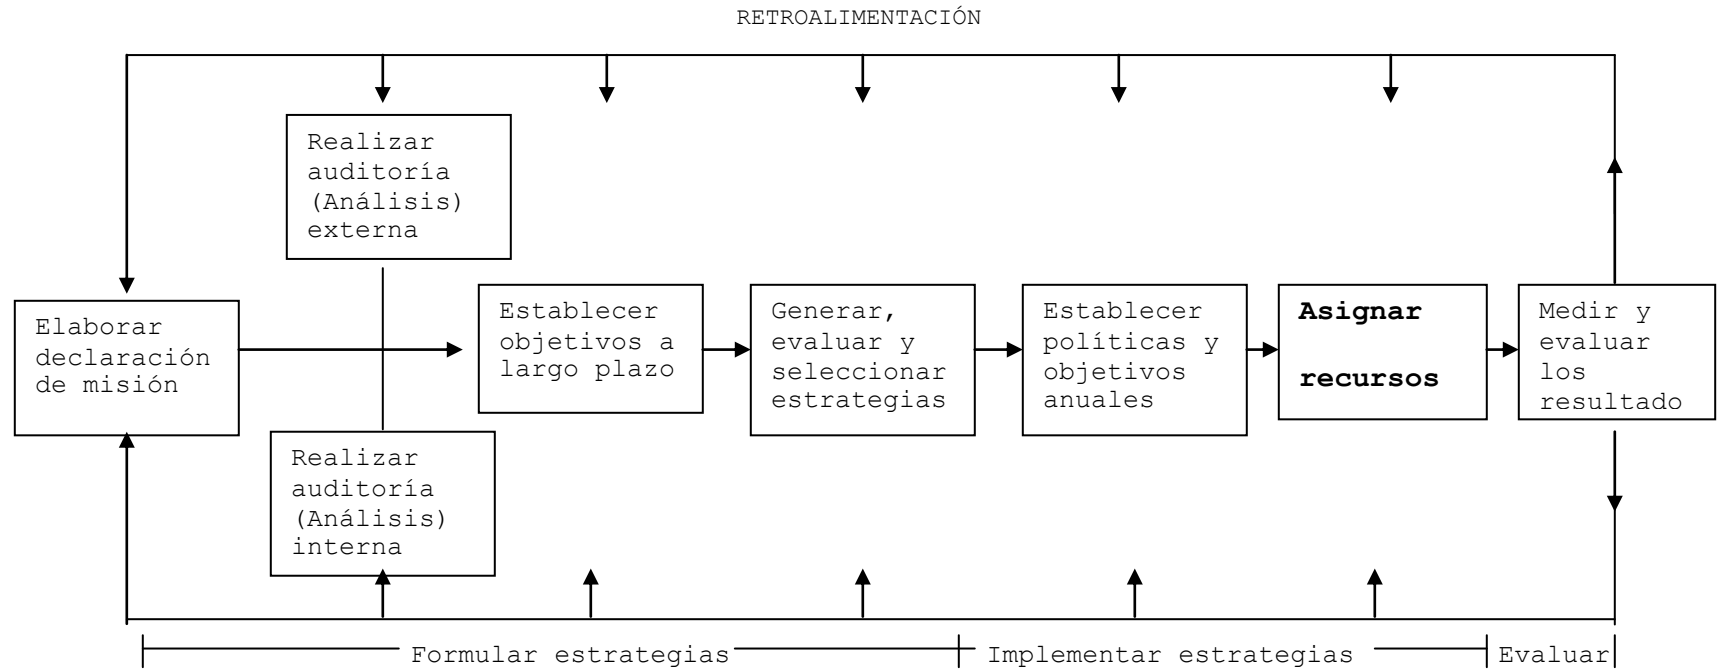 RETROALIMENTACIÓN
Realizar
auditoría
(Análisis)
externa
Elaborar
declaración
de misión
Realizar
auditoría
(Análisis)
interna
Establecer
objetivos a
largo plazo
Generar,
evaluar y
seleccionar
estrategias
Establecer
políticas y
objetivos
anuales
Asignar
recursos
Medir y
evaluar
los
resultado
Formular estrategias
Implementar estrategias
Evaluar